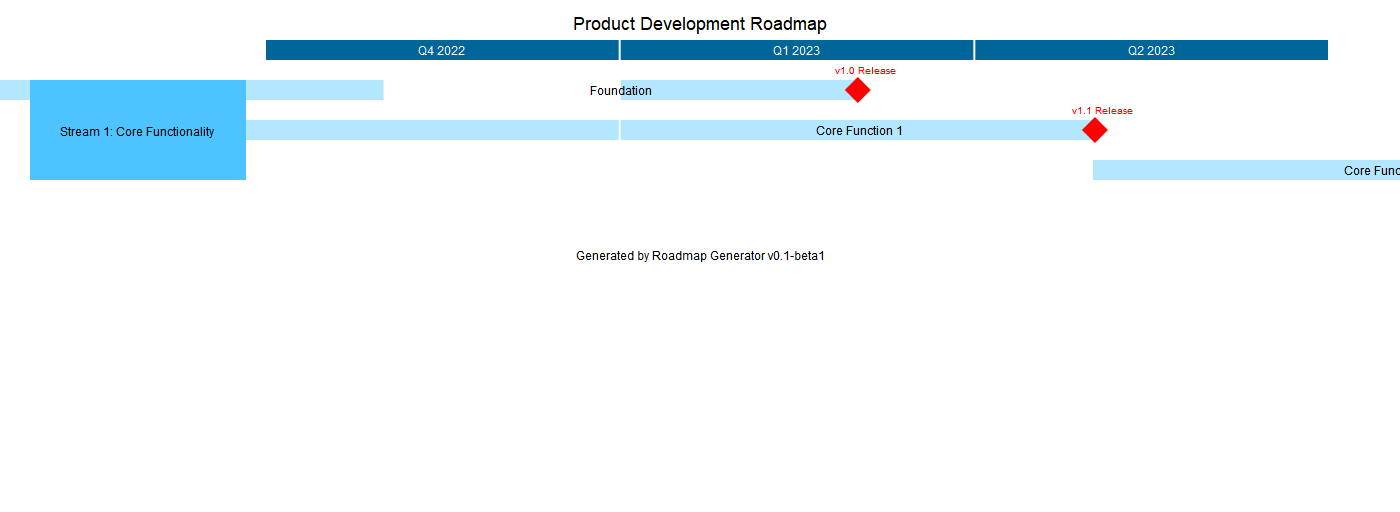 Product Development Roadmap
Q4 2022
Q1 2023
Q2 2023
v1.0 Release
Foundation
v1.1 Release
Stream 1: Core Functionality
Core Function 1
Core Func
Generated by Roadmap Generator v0.1-beta1